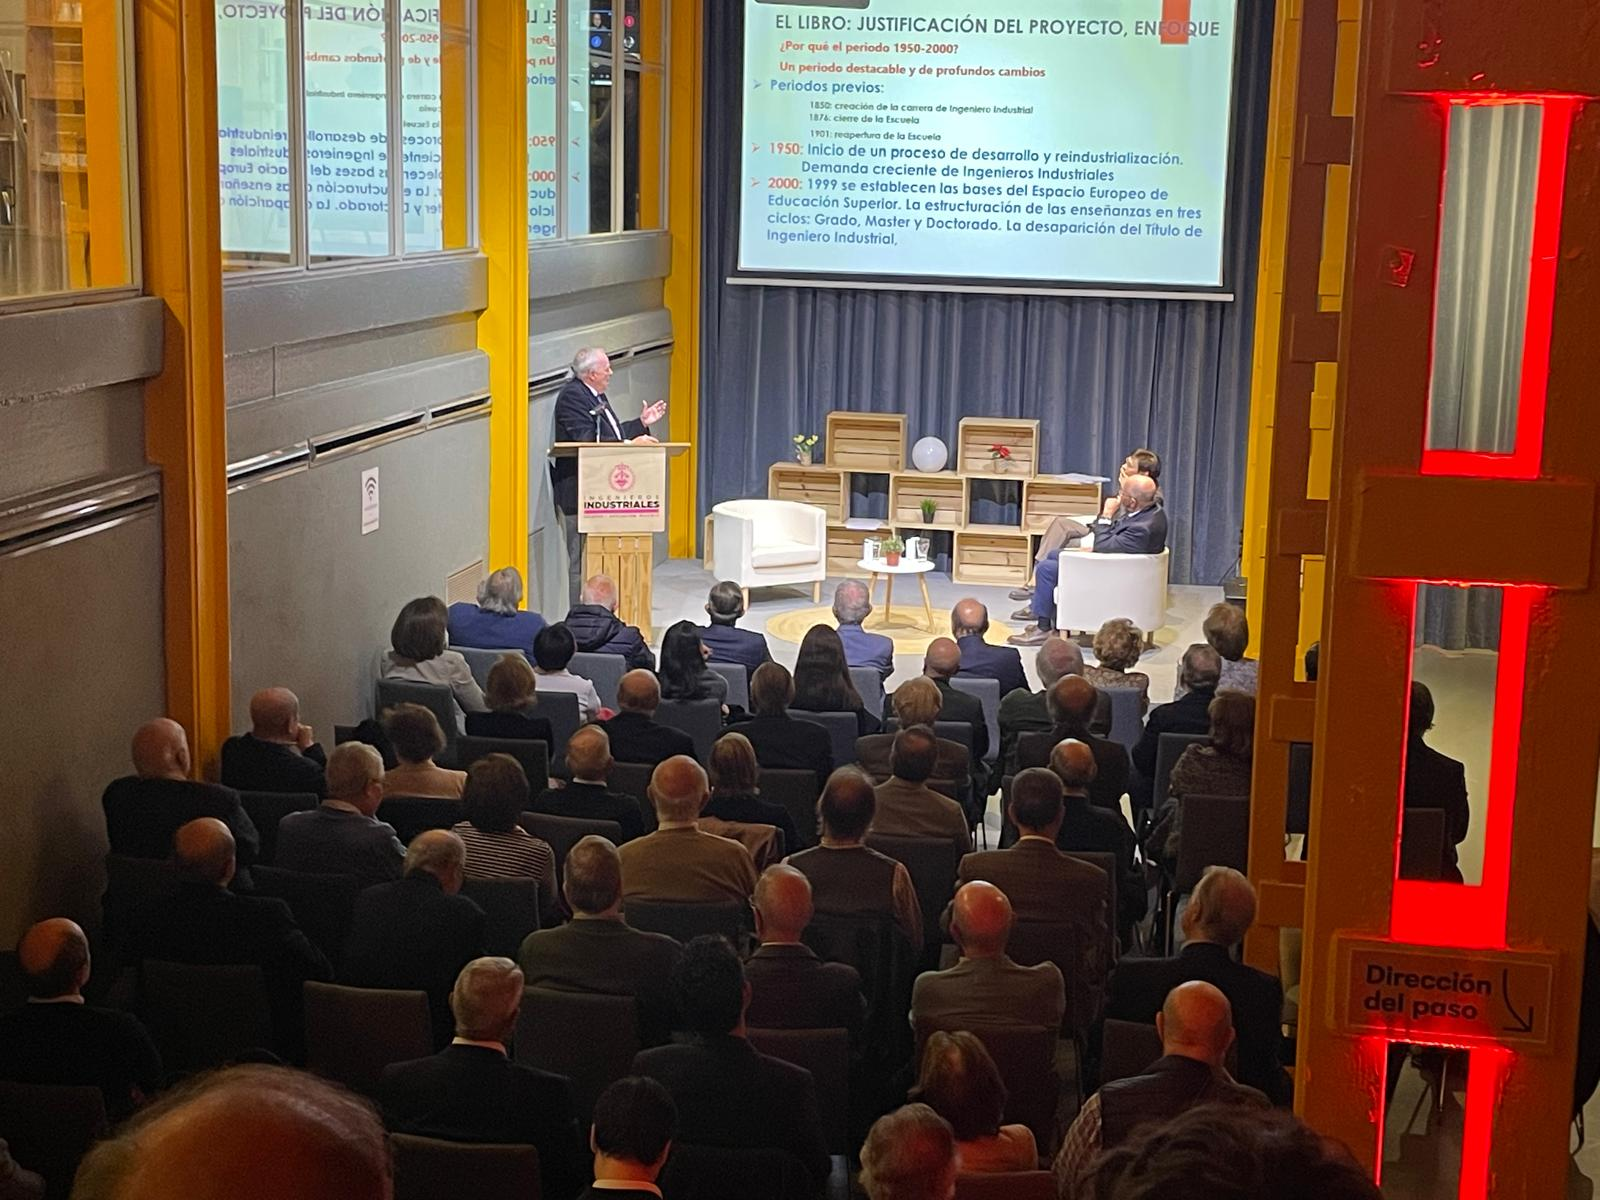 EL LIBRO: JUSTIFICACIÓN DEL PROYECTO, ENFOQUE
¿Por qué el periodo 1950-2000?
Un periodo destacable y de profundos cambios
Periodos previos:
1850: creación de la carrera de Ingeniero Industrial
1876: cierre de la Escuela
1901: reapertura de la Escuela
1950: Inicio de un proceso de desarrollo y reindustrialización.
Demanda creciente de Ingenieros Industriales
2000: 1999 se establecen las bases del Espacio Europeo de
Educación Superior. La estructuración de las enseñanzas en tres
ciclos: Grado, Master y Doctorado. La desaparición del Título de
Ingeniero Industrial,
INGENIEROS
INDUSTRIALES
Dirección
del paso